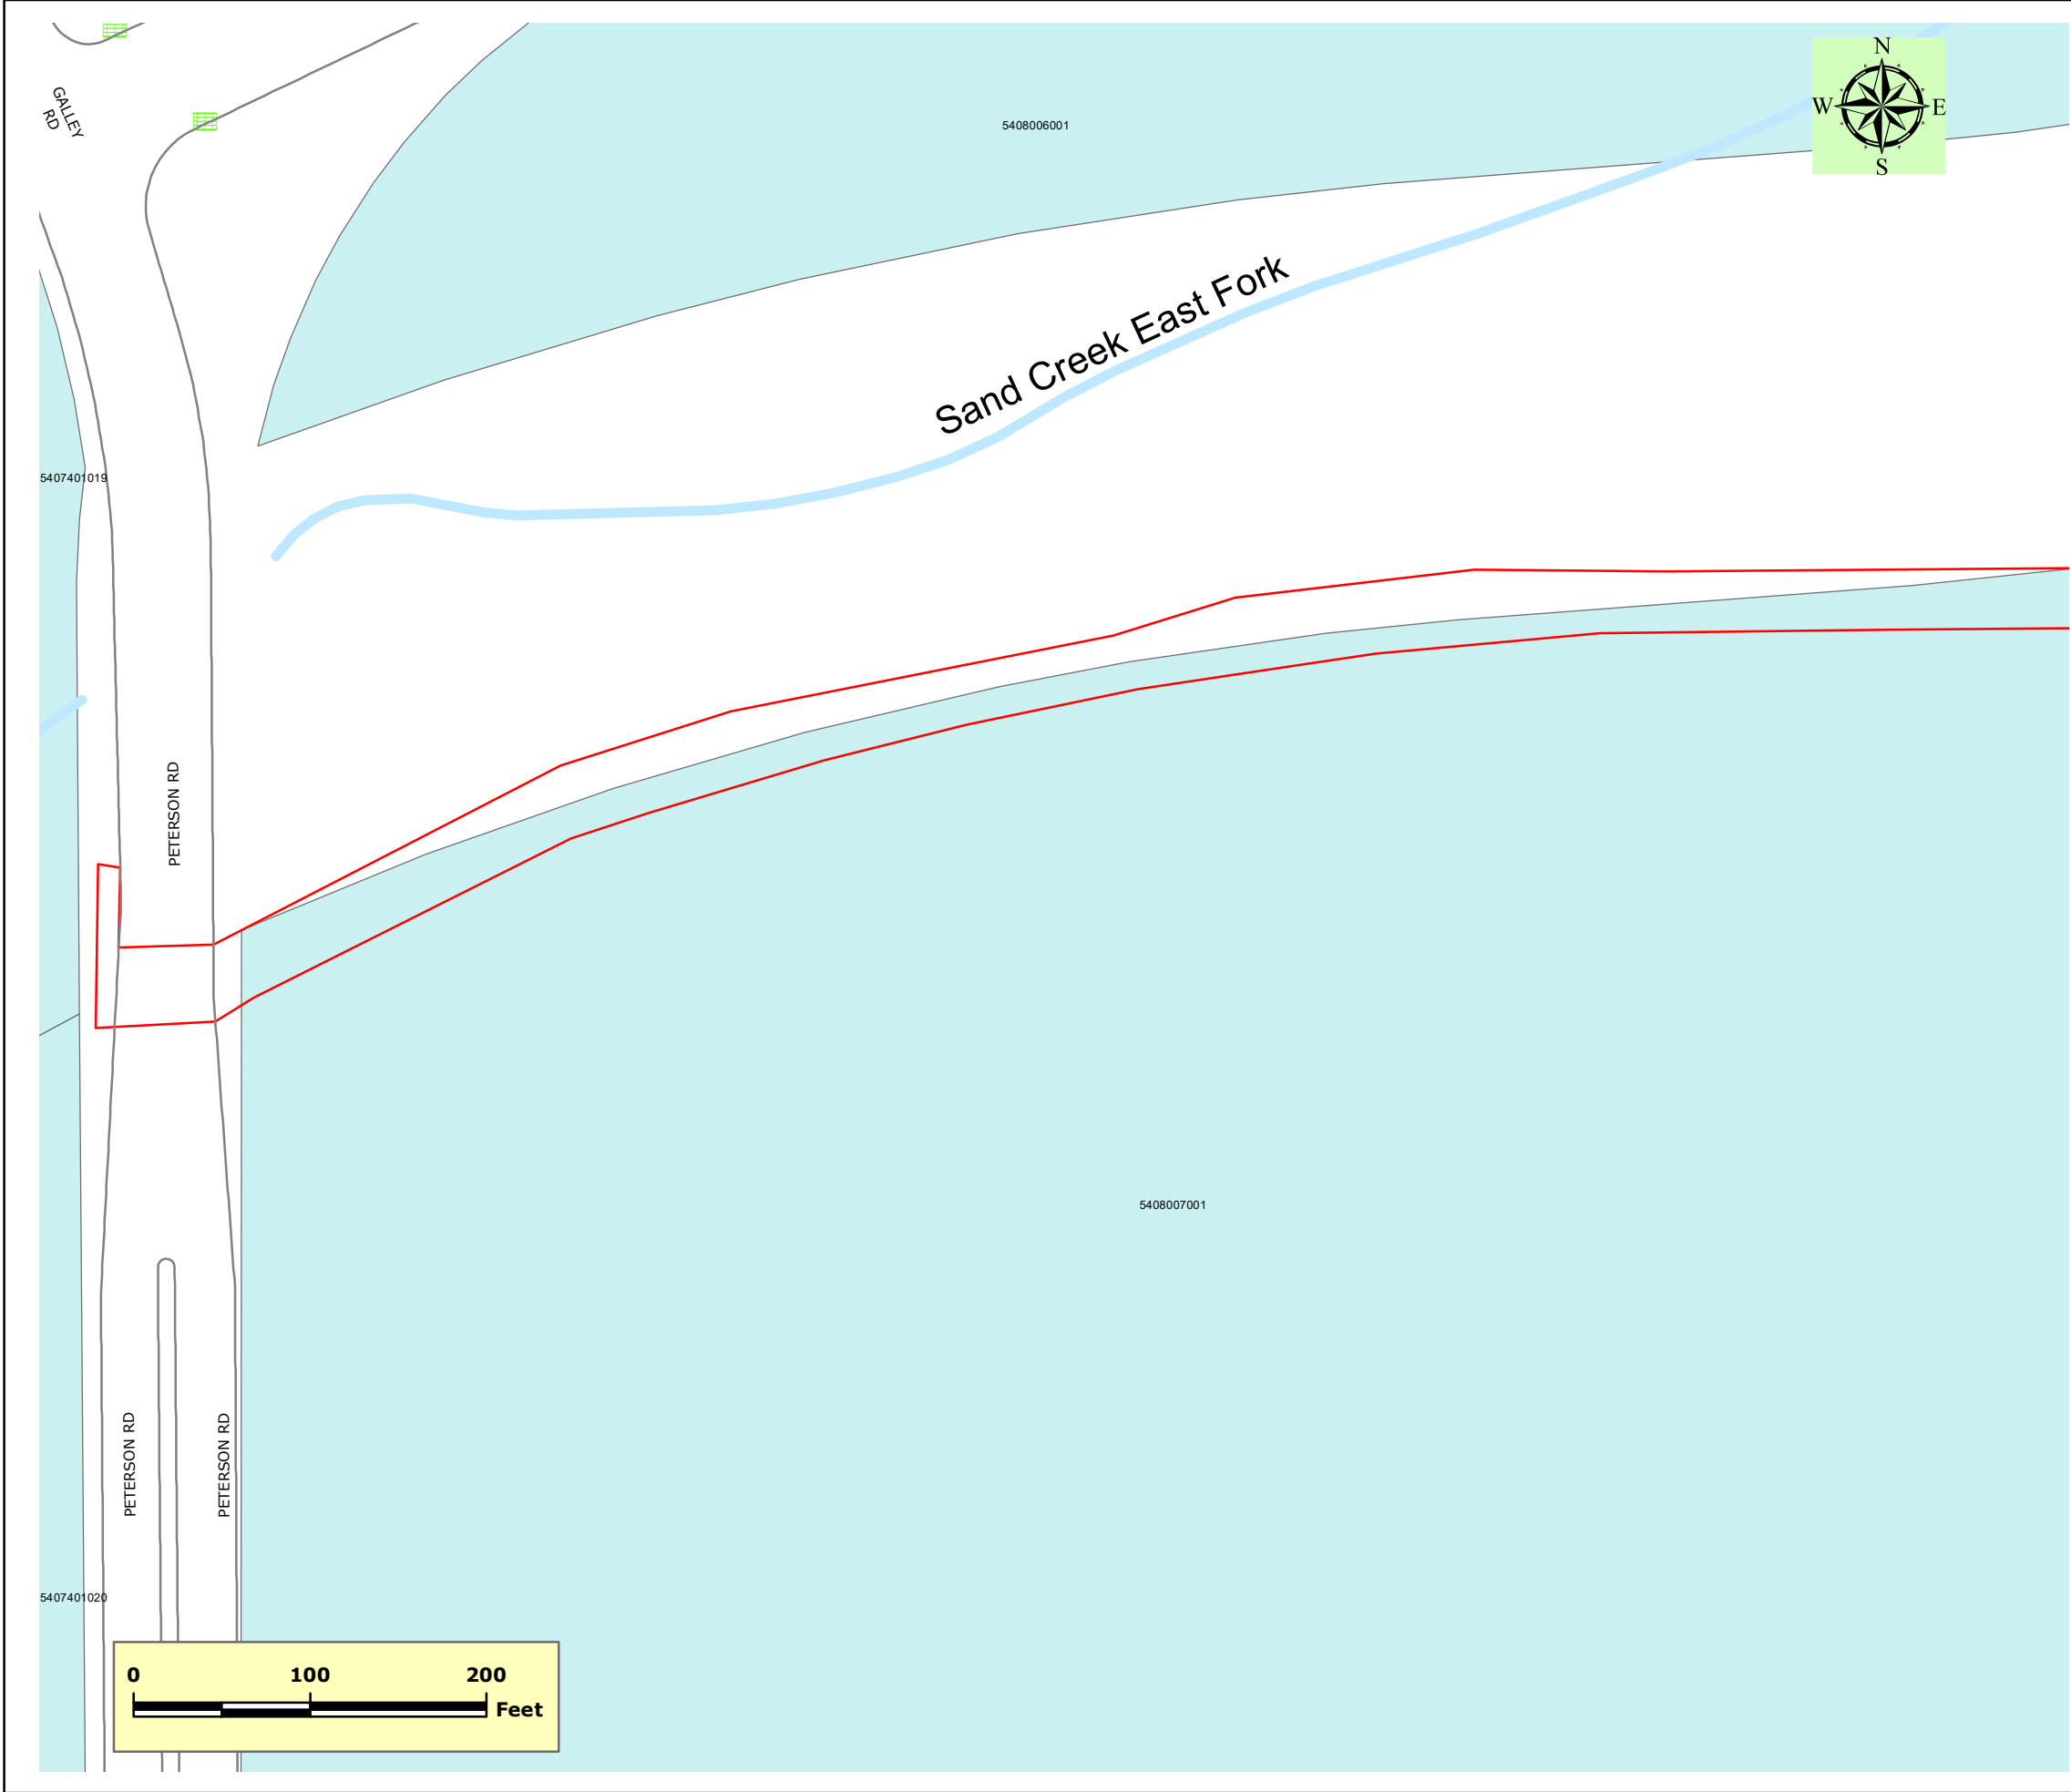 GALLEY
RD
5408006001
N
W
E
S
Sand Creek East Fork
5407401019
PETERSON RD
5408007001
PETERSON RD
PETERSON RD
5407401020
0 100 200
Feet